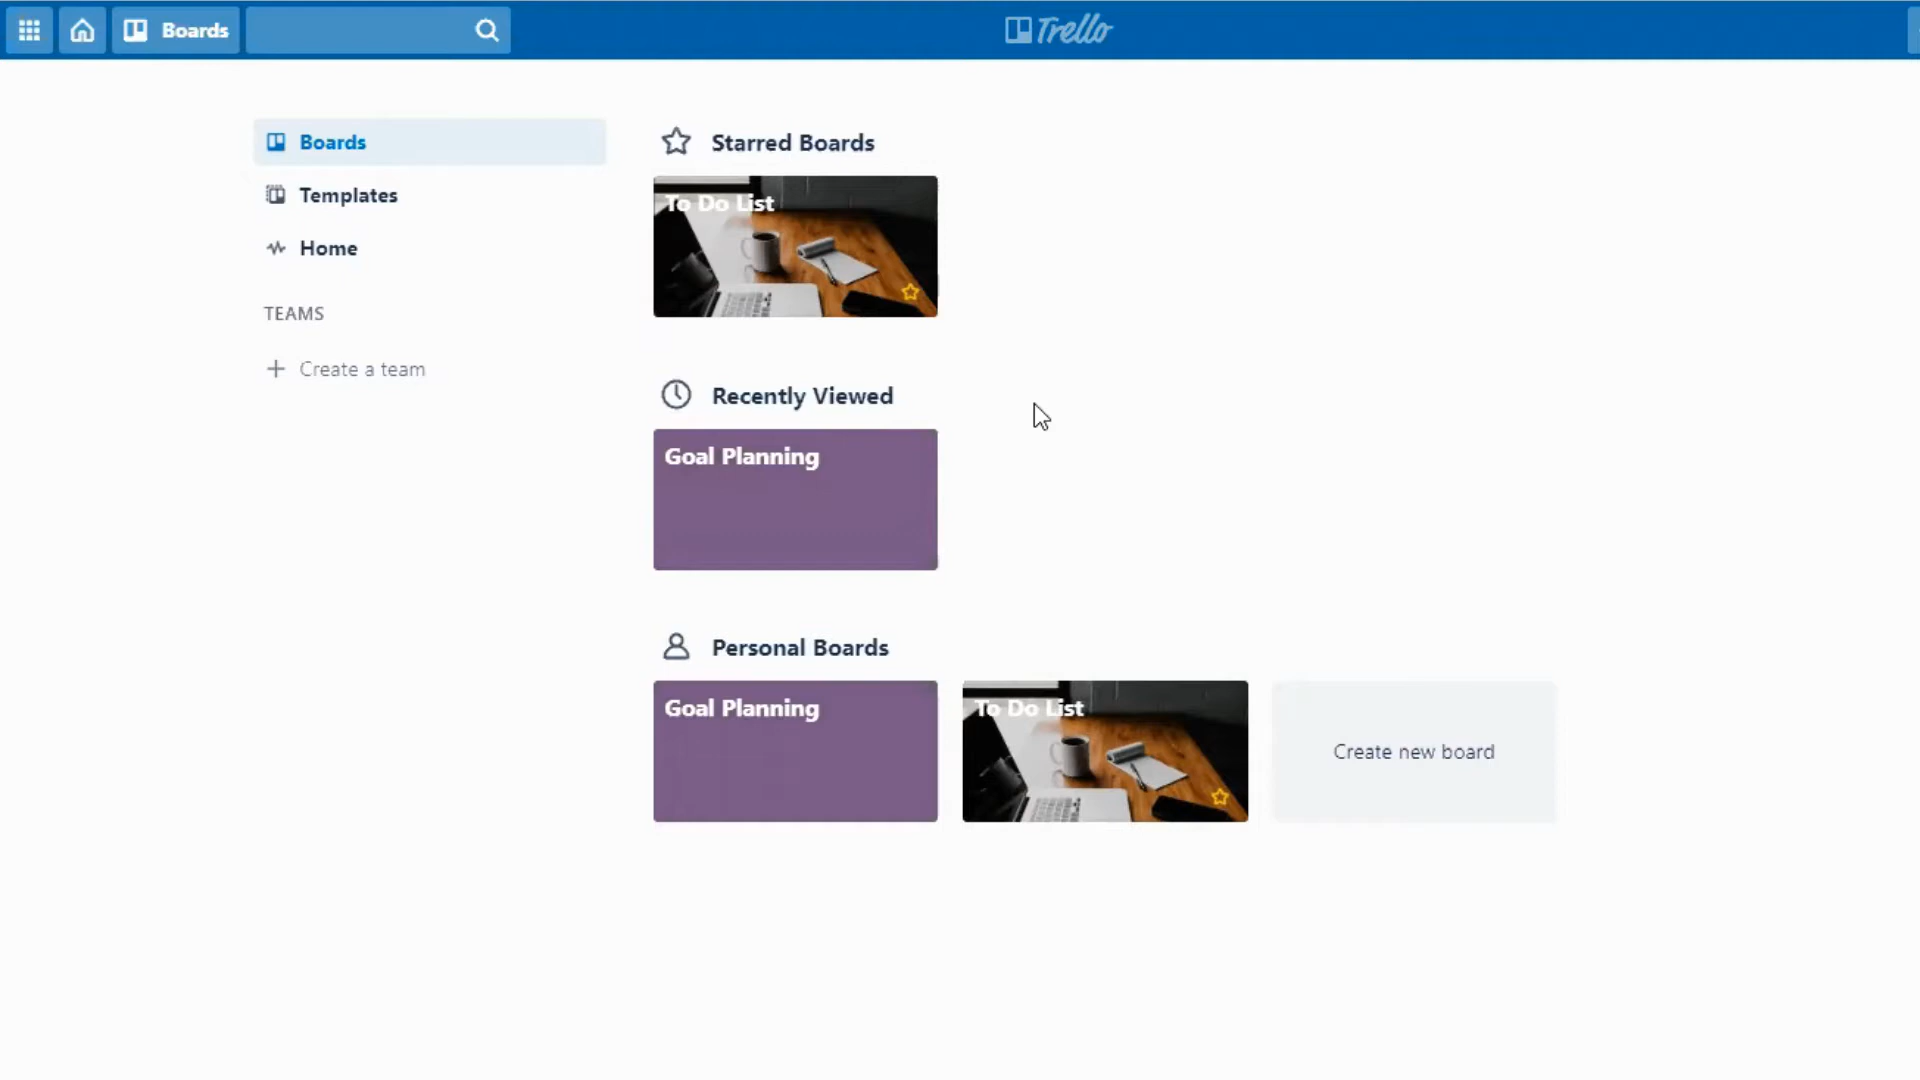 Boards
Trello
Boards
Templates
Home
TEAMS
Create a team
Starred Boards
To Do List
Recently Viewed
Goal Planning
Personal Boards
Goal Planning
To Do List
Create new board